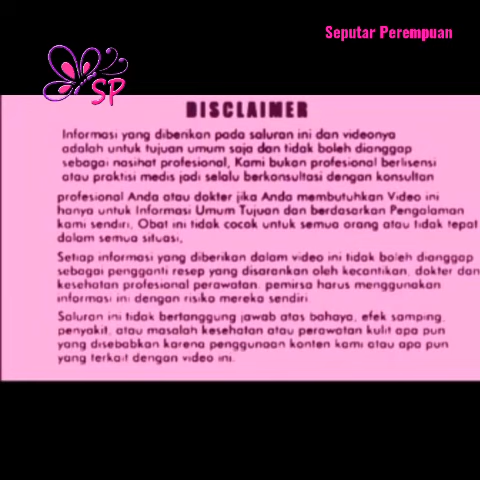 Seputar Perempuan
SP
DISCLAIMER
Informasi yang diberikan pada saluran ini dan videonya
adalah untuk tujuan umum saja dan tidak boleh dianggap
sebagai nasihat profesional, Kami bukan profesional berlisensi
atau praktisi medis jadi selalu berkonsultasi dengan konsultan
profesional Anda atau dokter jika Anda membutuhkan Video ini
hanya untuk Informasi Umum Tujuan dan berdasarkan Pengalaman
kami sendiri, Obat ini tidak cocok untuk semua orang atau tidak tepat
dalam semua situasi,
Setiap informasi yang diberikan dalam video ini tidak boleh dianggap
sebagai pengganti resep yang disarankan oleh kecantikan, dokter dan
kesehatan profesional perawatan. pemirsa harus menggunakan
informasi ini dengan risiko mereka sendiri.
Saluran ini tidak bertanggung jawab atas bahaya, efek samping,
penyakit, atau masalah kesehatan atau perawatan kulit apa pun
yang disebabkan karena penggunaan konten kami atau apa pun
yang terkait dengan video ini.